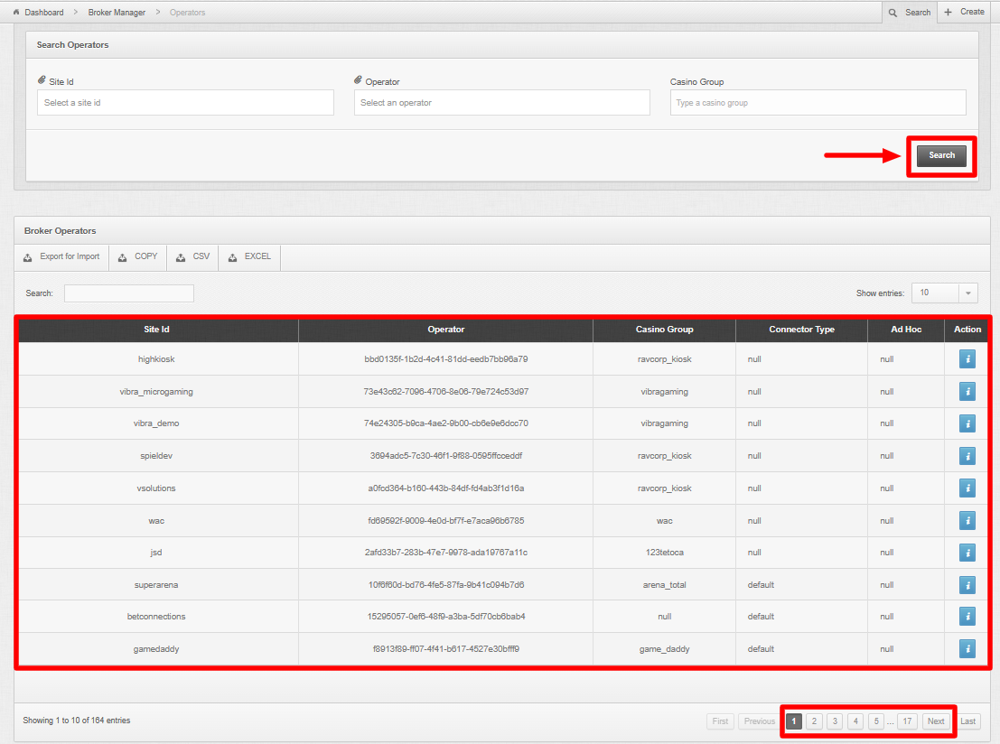 Dashboard > Broker Manager > Operators Search + Create
Search Operators
Site Id Operator Casino Group
Select a site id Select an operator Type a casino group
Search
Broker Operators
Export for Import COPY CSV EXCEL
Search: Show entries: 10
Site Id Operator Casino Group Connector Type Ad Hoc Action
highkiosk bbd0135f-1b2d-4c41-81dd-eedb7bb96a79 ravcorp_kiosk null null i
vibra_microgaming 73e43c62-7096-4706-8e06-79e724c53d97 vibragaming null null i
vibra_demo 74e24305-b9ca-4ae2-9b00-cb6e9e6dcc70 vibragaming null null i
spieldev 3694adc5-7c30-46f1-9f88-0595ffcceddf ravcorp_kiosk null null i
vsolutions a0fcd364-b160-443b-84df-fd4ab3f1d16a ravcorp_kiosk null null i
wac fd69592f-9009-4e0d-bf7f-e7aca96b6785 wac null null i
jsd 2afd33b7-283b-47e7-9978-ada19767a11c 123tetoca null null i
superarena 10f6f60d-bd76-4fe5-87fa-9b41c094b7d6 arena_total default null i
betconnections 15295057-0ef6-48f9-a3ba-5df70cb6bab4 null default null i
gamedaddy f8913f89-ff07-4f41-b617-4527e30bfff9 game_daddy default null i
Showing 1 to 10 of 164 entries First Previous 1 2 3 4 5 ... 17 Next Last